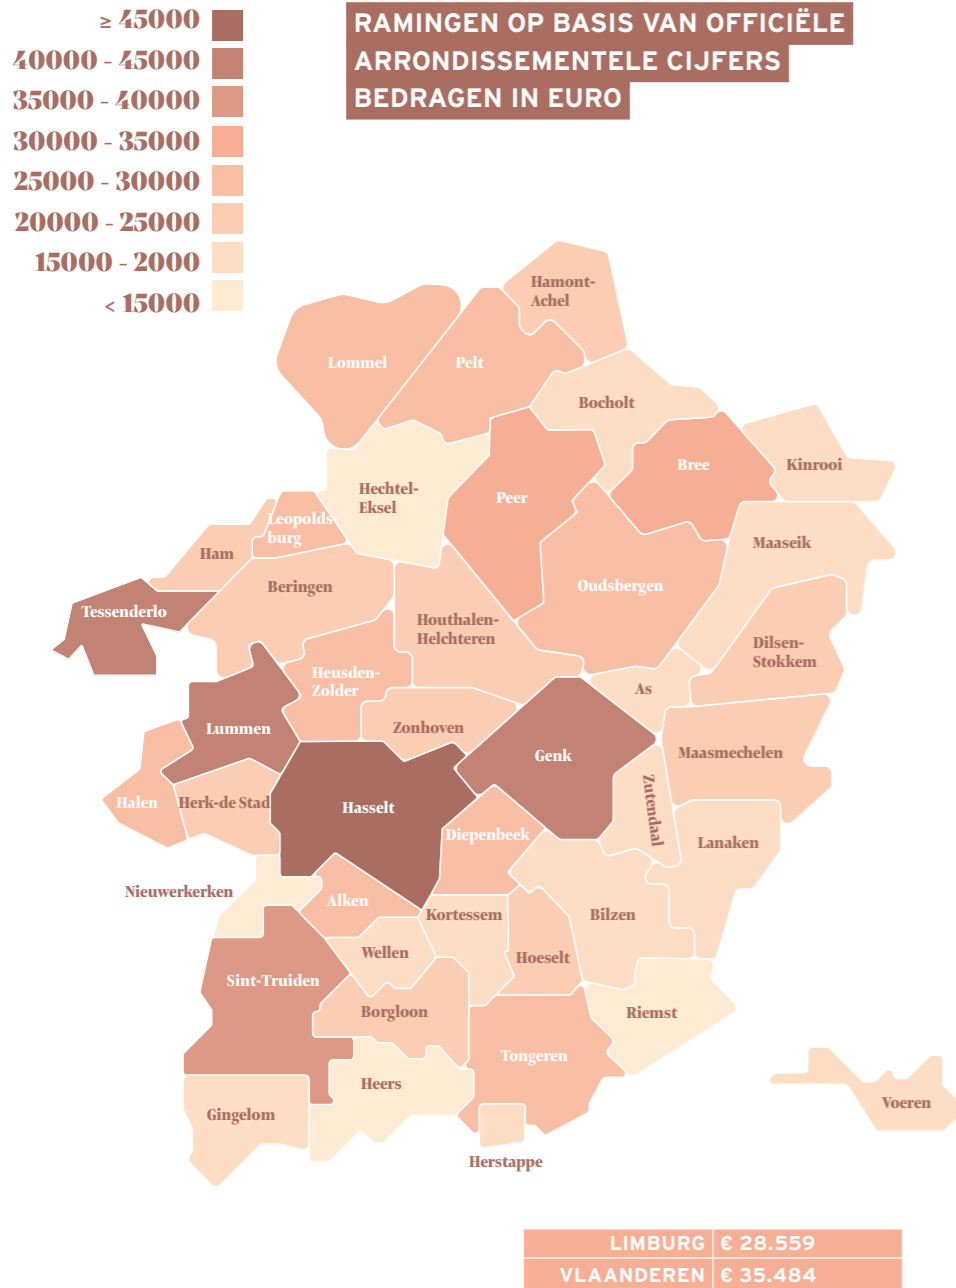 ≥ 45000
40000 - 45000
35000 - 40000
30000 - 35000
25000 - 30000
20000 - 25000
15000 - 2000
< 15000
RAMINGEN OP BASIS VAN OFFICIËLE
ARRONDISSEMENTELE CIJFERS
BEDRAGEN IN EURO
Hamont-
Achel
Lommel
Pelt
Bocholt
Bree
Kinrooi
Hechtel-
Eksel
Peer
Leopolds-
burg
Ham
Maaseik
Beringen
Oudsbergen
Tessenderlo
Houthalen-
Helchteren
Dilsen-
Stokkem
Heusden-
Zolder
As
Lummen
Zonhoven
Genk
Maasmechelen
Halen
Herk-de Stad
Hasselt
Zutendaal
Diepenbeek
Lanaken
Nieuwerkerken
Alken
Kortessem
Bilzen
Wellen
Hoeselt
Sint-Truiden
Borgloon
Riemst
Tongeren
Heers
Voeren
Gingelom
Herstappe
LIMBURG € 28.559
VLAANDEREN € 35.484